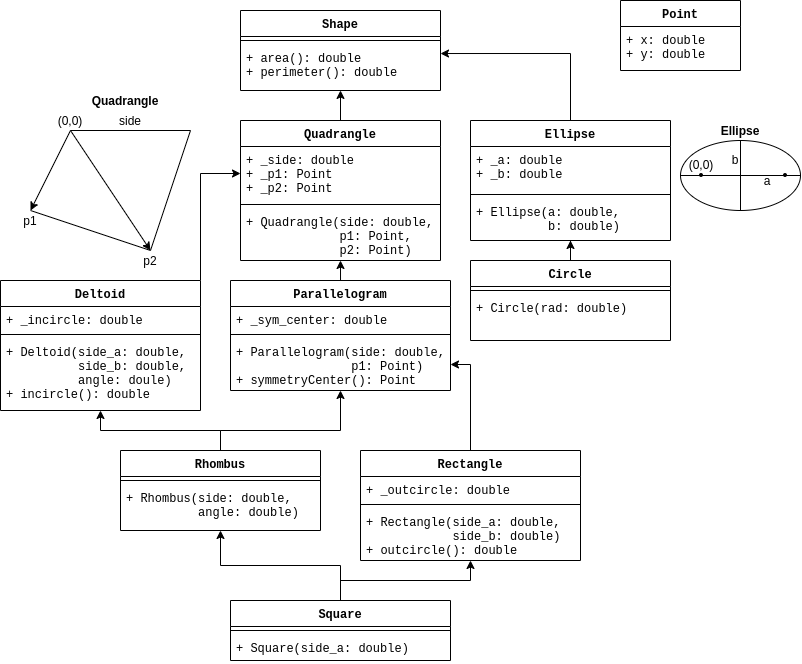 Shape
+ area(): double
+ perimeter(): double
Point
+ x: double
+ y: double
Quadrangle
(0,0)
side
p1
p2
Quadrangle
+ _side: double
+ _p1: Point
+ _p2: Point
+ Quadrangle(side: double,
p1: Point,
p2: Point)
Ellipse
+ _a: double
+ _b: double
+ Ellipse(a: double,
b: double)
Ellipse
(0,0)
b
a
Deltoid
+ _incircle: double
+ Deltoid(side_a: double,
side_b: double,
angle: doule)
+ incircle(): double
Parallelogram
+ _sym_center: double
+ Parallelogram(side: double,
p1: Point)
+ symmetryCenter(): Point
Circle
+ Circle(rad: double)
Rhombus
+ Rhombus(side: double,
angle: double)
Rectangle
+ _outcircle: double
+ Rectangle(side_a: double,
side_b: double)
+ outcircle(): double
Square
+ Square(side_a: double)